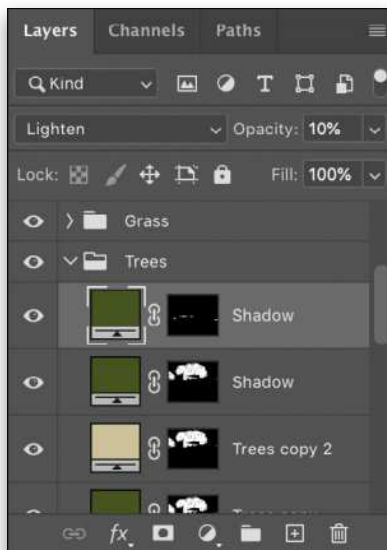 Layers Channels Paths
Kind T
Lighten Opacity: 10%
Lock: Fill: 100%
Grass
Trees
Shadow
Shadow
Trees copy 2
fx